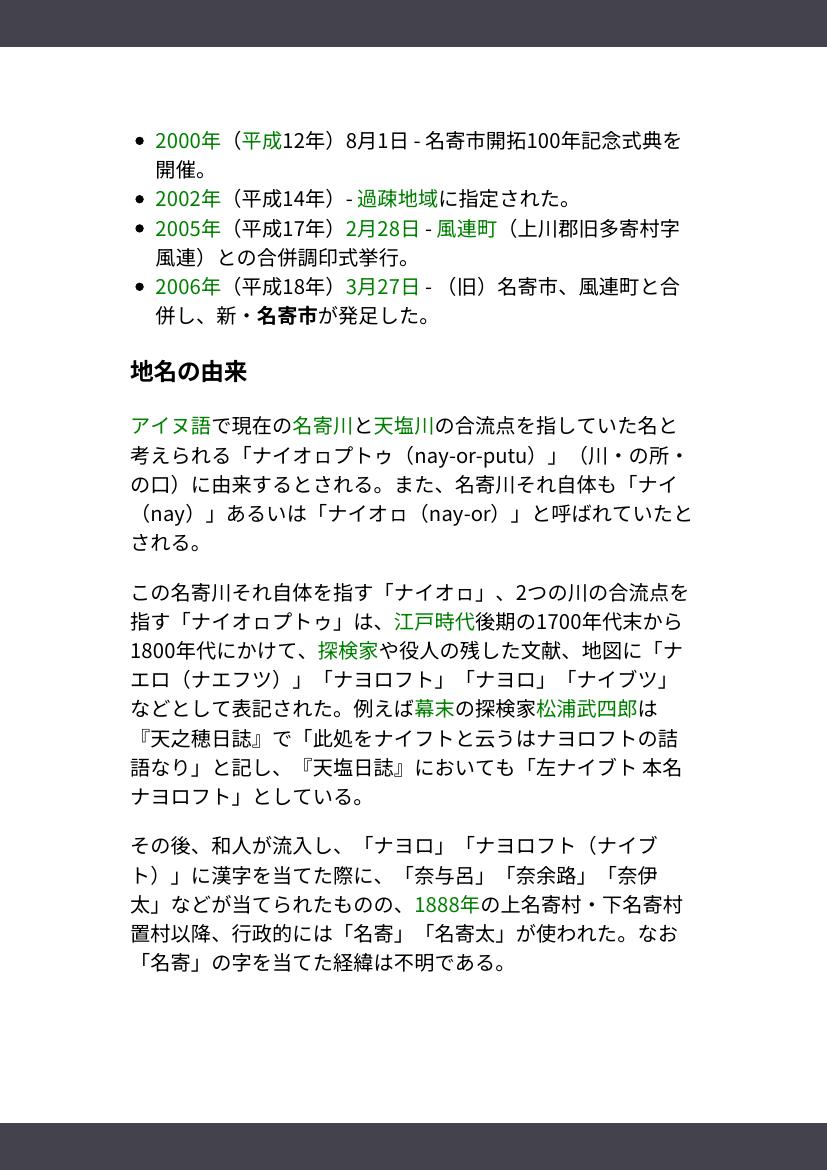 • 2000年（平成12年）8月1日 - 名寄市開拓100年記念式典を
開催。
• 2002年（平成14年）- 過疎地域に指定された。
• 2005年（平成17年）2月28日 - 風連町（上川郡旧多寄村字
風連）との合併調印式挙行。
• 2006年（平成18年）3月27日 - （旧）名寄市、風連町と合
併し、新・名寄市が発足した。
地名の由来
アイヌ語で現在の名寄川と天塩川の合流点を指していた名と
考えられる「ナイオㇿプトゥ（nay-or-putu）」（川・の所・
の口）に由来するとされる。また、名寄川それ自体も「ナイ
（nay）」あるいは「ナイオㇿ（nay-or）」と呼ばれていたと
される。
この名寄川それ自体を指す「ナイオㇿ」、2つの川の合流点を
指す「ナイオㇿプトゥ」は、江戸時代後期の1700年代末から
1800年代にかけて、探検家や役人の残した文献、地図に「ナ
エロ（ナエフツ）」「ナヨロフト」「ナヨロ」「ナイブツ」
などとして表記された。例えば幕末の探検家松浦武四郎は
『天之穂日誌』で「此処をナイフトと云うはナヨロフトの詰
語なり」と記し、『天塩日誌』においても「左ナイブト 本名
ナヨロフト」としている。
その後、和人が流入し、「ナヨロ」「ナヨロフト（ナイブ
ト）」に漢字を当てた際に、「奈与呂」「奈余路」「奈伊
太」などが当てられたものの、1888年の上名寄村・下名寄村
置村以降、行政的には「名寄」「名寄太」が使われた。なお
「名寄」の字を当てた経緯は不明である。